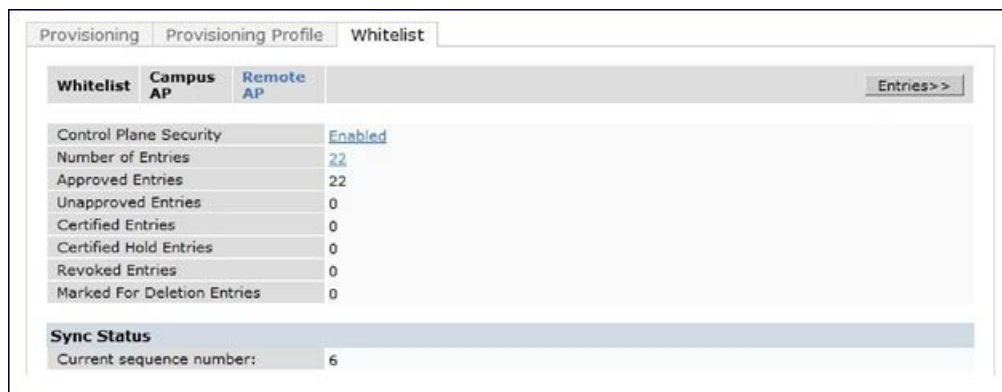 Provisioning Provisioning Profile Whitelist
Whitelist Campus AP Remote AP Entries>>
Control Plane Security Enabled
Number of Entries 22
Approved Entries 22
Unapproved Entries 0
Certified Entries 0
Certified Hold Entries 0
Revoked Entries 0
Marked For Deletion Entries 0
Sync Status
Current sequence number: 6